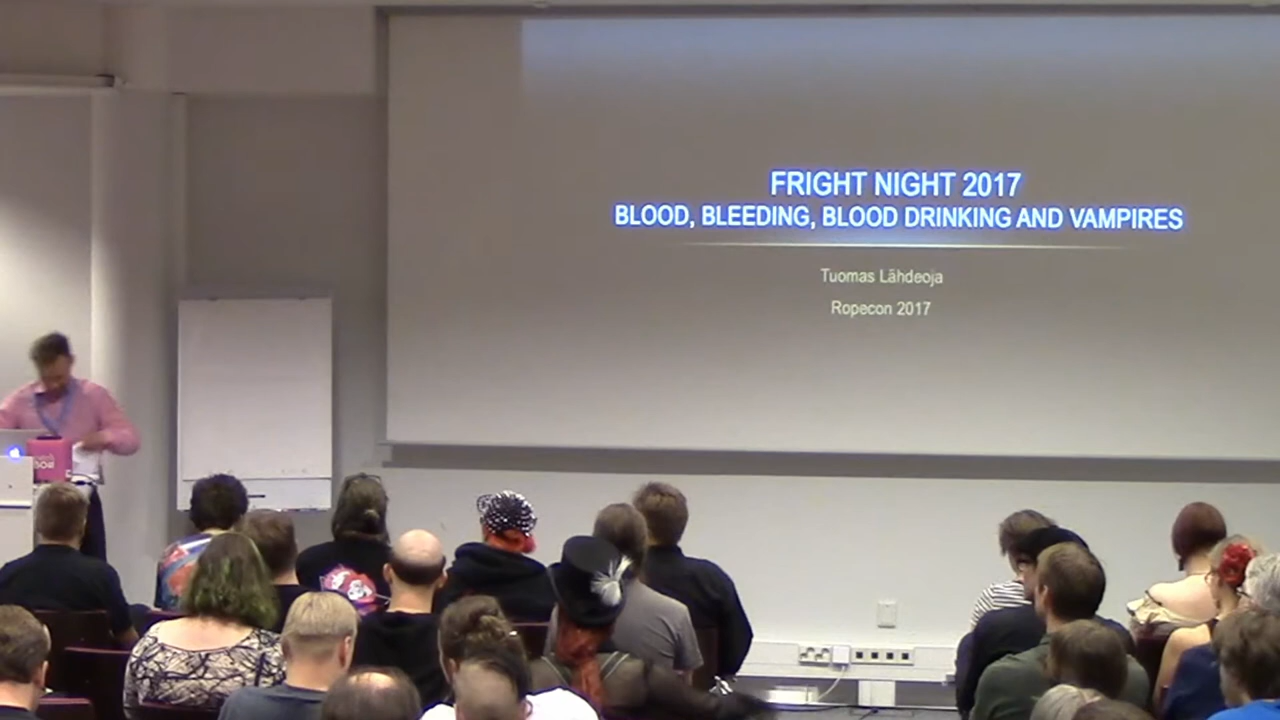 FRIGHT NIGHT 2017
BLOOD, BLEEDING, BLOOD DRINKING AND VAMPIRES
Tuomas Lähdeoja
Ropecon 2017